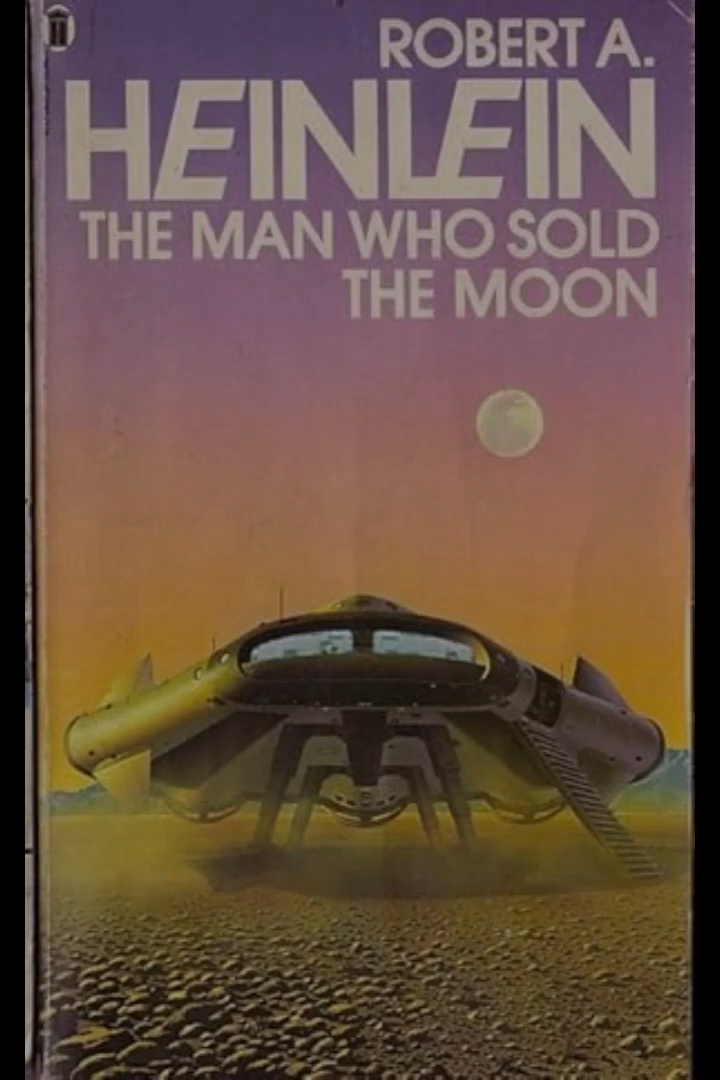 ROBERT A.
HEINLEIN
THE MAN WHO SOLD
THE MOON